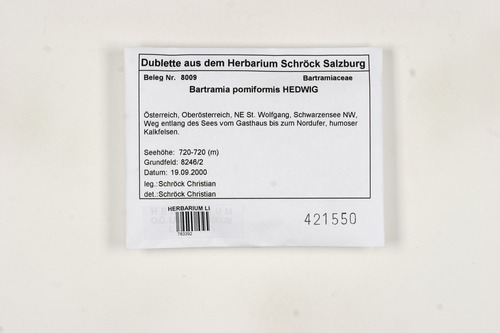 Dublette aus dem Herbarium Schröck Salzburg
Beleg Nr. 8009 Bartramiaceae
Bartramia pomiformis HEDWIG
Österreich, Oberösterreich, NE St. Wolfgang, Schwarzensee NW,
Weg entlang des Sees vom Gasthaus bis zum Nordufer, humoser
Kalkfelsen.
Seehöhe: 720-720 (m)
Grundfeld: 8246/2
Datum: 19.09.2000
leg.:Schröck Christian
det.:Schröck Christian
HERBARIUM LI
783392
421550